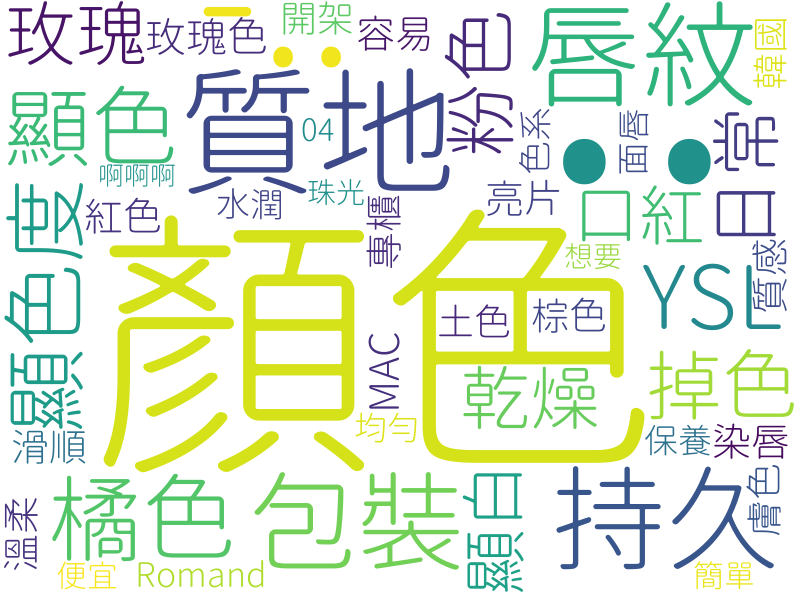 玫瑰
玫瑰色
開架
容易
粉色
唇紋
韓國
顯色
啊啊啊
質地
04
色系
面唇
日常
水潤
珠光
亮片
口紅
紅色
專櫃
顯色度
顏色
想要
質感
YSL
土色
棕色
MAC
乾燥
掉色
均勻
滑順
保養
染唇
溫柔
橘色
包裝
顯白
持久
膚色
便宜
Romand
簡單